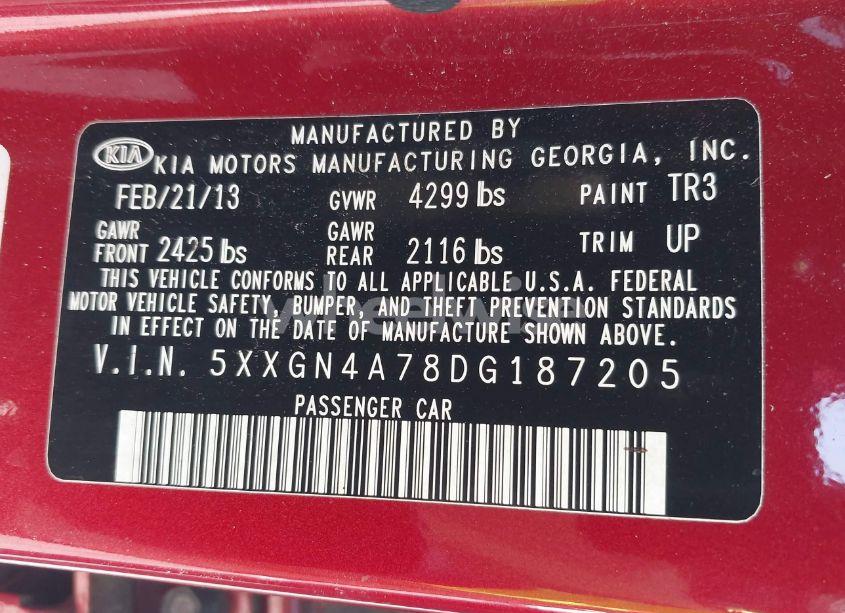 MANUFACTURED BY
KIA KIA MOTORS MANUFACTURING GEORGIA, INC.
FEB/21/13 GVWR 4299 lbs PAINT TR3
GAWR FRONT 2425 lbs GAWR REAR 2116 lbs TRIM UP
THIS VEHICLE CONFORMS TO ALL APPLICABLE U.S.A. FEDERAL
MOTOR VEHICLE SAFETY, BUMPER, AND THEFT PREVENTION STANDARDS
IN EFFECT ON THE DATE OF MANUFACTURE SHOWN ABOVE.
V.I.N. 5XXGN4A78DG187205
PASSENGER CAR